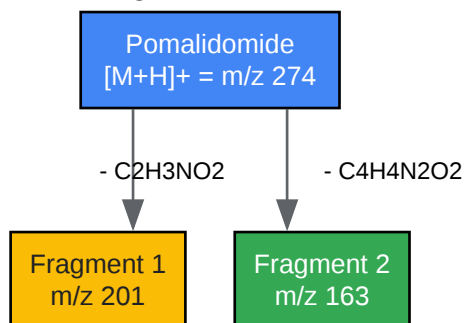 Pomalidomide
[M+H]+ = m/z 274
- C2H3NO2
- C4H4N2O2
Fragment 1
m/z 201
Fragment 2
m/z 163